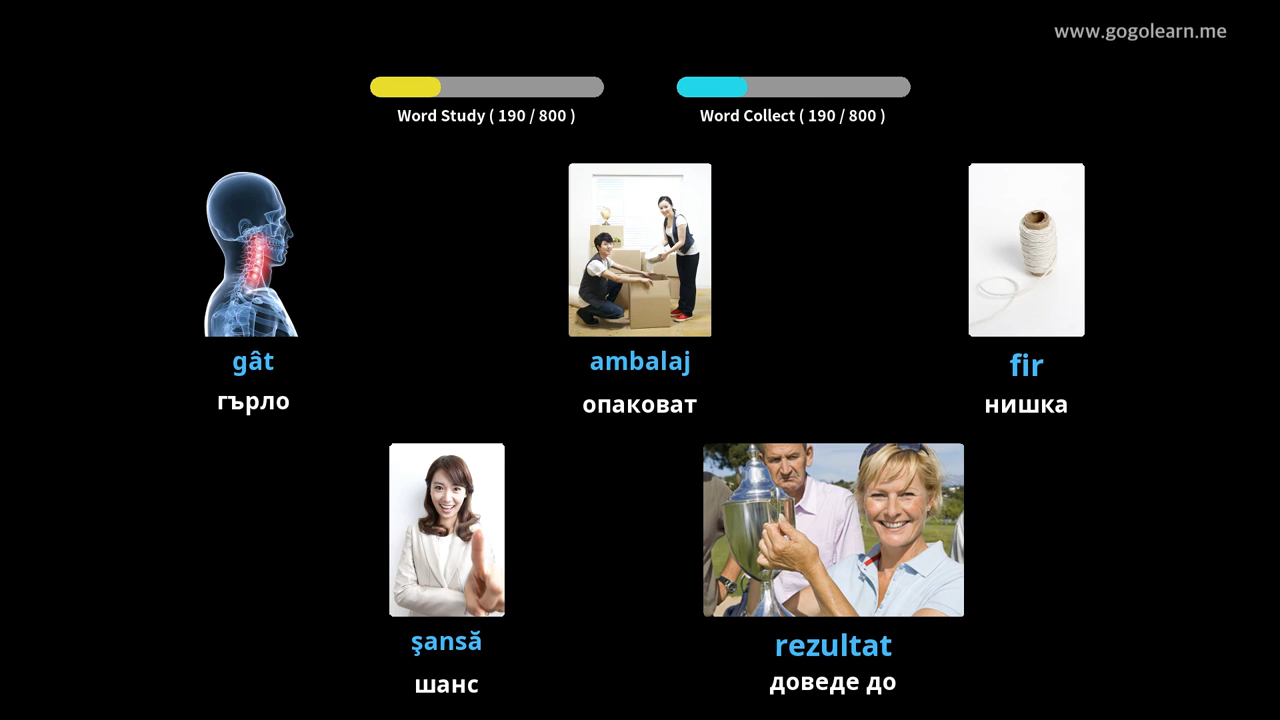 www.gogolearn.me
Word Study ( 190 / 800 )
Word Collect ( 190 / 800 )
gât
гърло
ambalaj
опаковат
fir
нишка
şansă
шанс
rezultat
доведе до